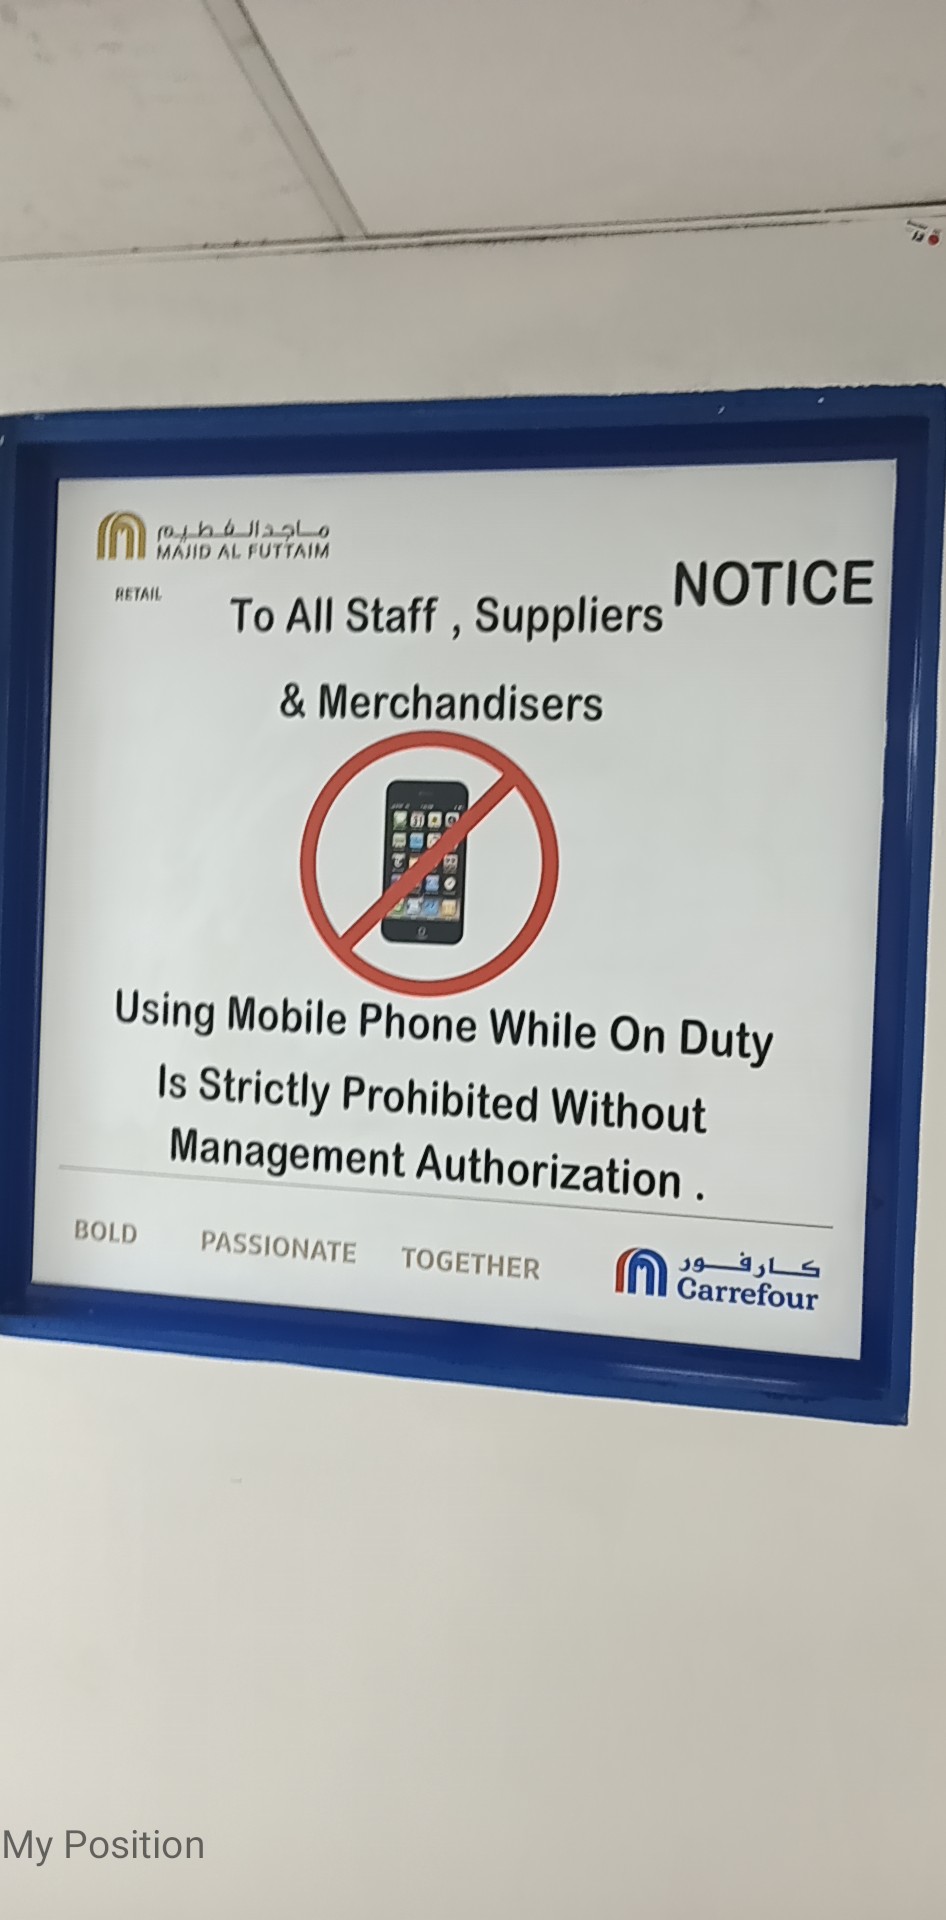 ماجد الفطيم
MAJID AL FUTTAIM
RETAIL
NOTICE
To All Staff , Suppliers
& Merchandisers
Using Mobile Phone While On Duty
Is Strictly Prohibited Without
Management Authorization .
BOLD PASSIONATE TOGETHER
كارفور
Carrefour
My Position